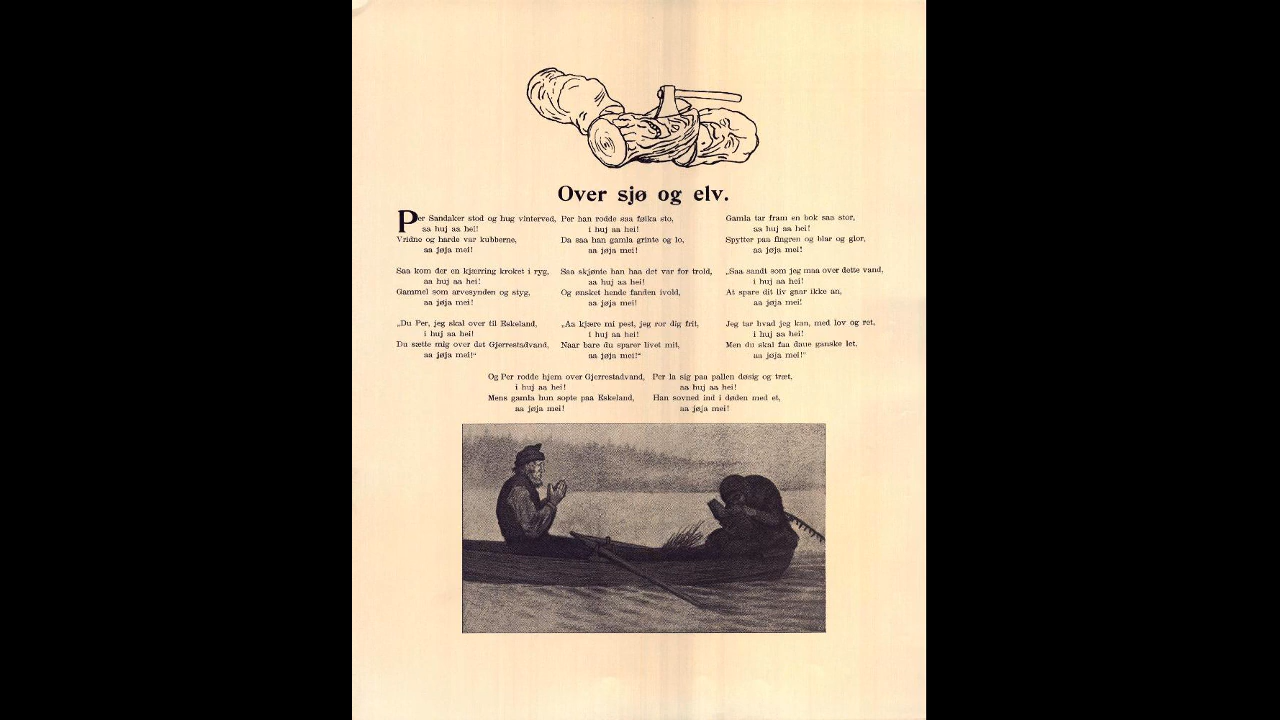 Over sjø og elv.
Per Sandaker stod og hug vinterved,
aa huj aa hei!
Vridne og harde var kubberne,
aa jøja mei!
Saa kom der en kjærring kroket i ryg,
aa huj aa hei!
Gammel som arvesynden og styg,
aa jøja mei!
„Du Per, jeg skal over til Eskeland,
i huj aa hei!
Du sætte mig over det Gjerrestadvand,
aa jøja mei!“
Per han rodde saa følka sto,
i huj aa hei!
Da saa han gamla grinte og lo,
aa jøja mei!
Saa skjønte han haa det var for trold,
aa huj aa hei!
Og ønsket hende fanden ivold,
aa jøja mei!
„Aa kjære mi pest, jeg ror dig frit,
i huj aa hei!
Naar bare du sparer livet mit,
aa jøja mei!“
Gamla tar fram en bok saa stor,
aa huj aa hei!
Spytter paa fingren og blar og glor,
aa jøja mei!
„Saa sandt som jeg maa over dette vand,
i huj aa hei!
At spare dit liv gaar ikke an,
aa jøja mei!
Jeg tar hvad jeg kan, med lov og ret,
i huj aa hei!
Men du skal faa daue ganske let,
aa jøja mei!“
Og Per rodde hjem over Gjerrestadvand,
i huj aa hei!
Mens gamla hun sopte paa Eskeland,
aa jøja mei!
Per la sig paa pallen døsig og træt,
aa huj aa hei!
Han sovned ind i døden med et,
aa jøja mei!